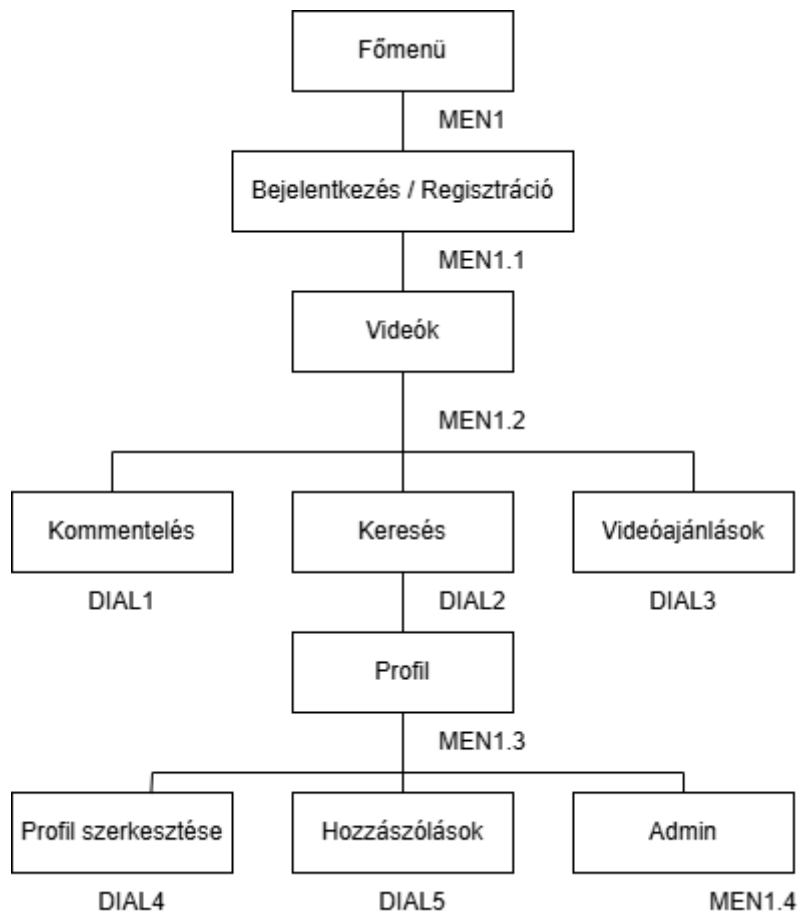 Főmenü
MEN1
Bejelentkezés / Regisztráció
MEN1.1
Videók
MEN1.2
Kommentelés
Keresés
Videóajánlások
DIAL1
DIAL2
DIAL3
Profil
MEN1.3
Profil szerkesztése
Hozzászólások
Admin
DIAL4
DIAL5
MEN1.4